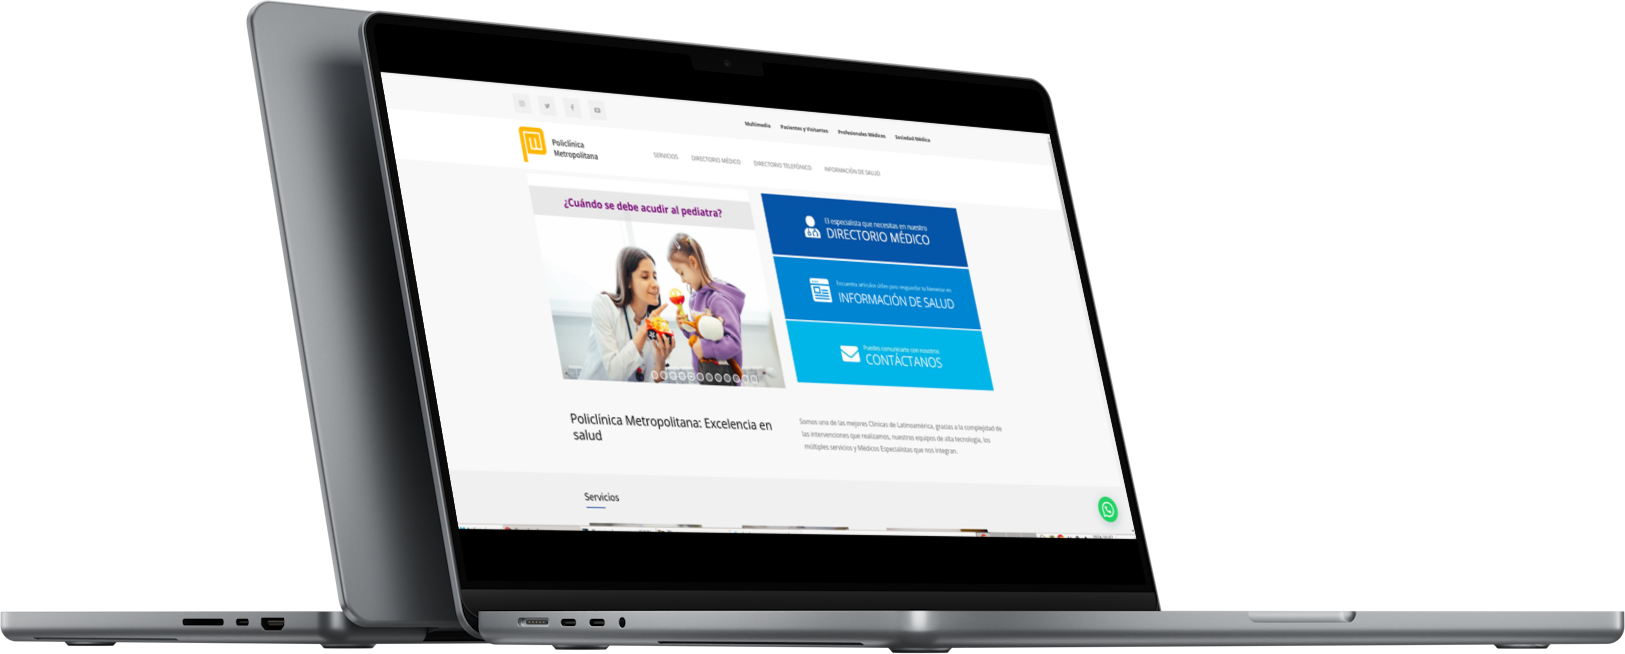 Multimedia Pacientes y Visitantes Profesionales Médicos Sociedad Médica
Policlínica
Metropolitana
SERVICIOS DIRECTORIO MÉDICO DIRECTORIO TELEFÓNICO INFORMACIÓN DE SALUD
¿Cuándo se debe acudir al pediatra?
El especialista que necesitas en nuestro
DIRECTORIO MÉDICO
Encuentra artículos útiles para resguardar tu bienestar en
INFORMACIÓN DE SALUD
Puedes comunicarte con nosotros
CONTÁCTANOS
Policlínica Metropolitana: Excelencia en
salud
Somos una de las mejores Clínicas de Latinoamérica, gracias a la complejidad de
las intervenciones que realizamos, nuestros equipos de alta tecnología, los
múltiples servicios y Médicos Especialistas que nos integran.
Servicios